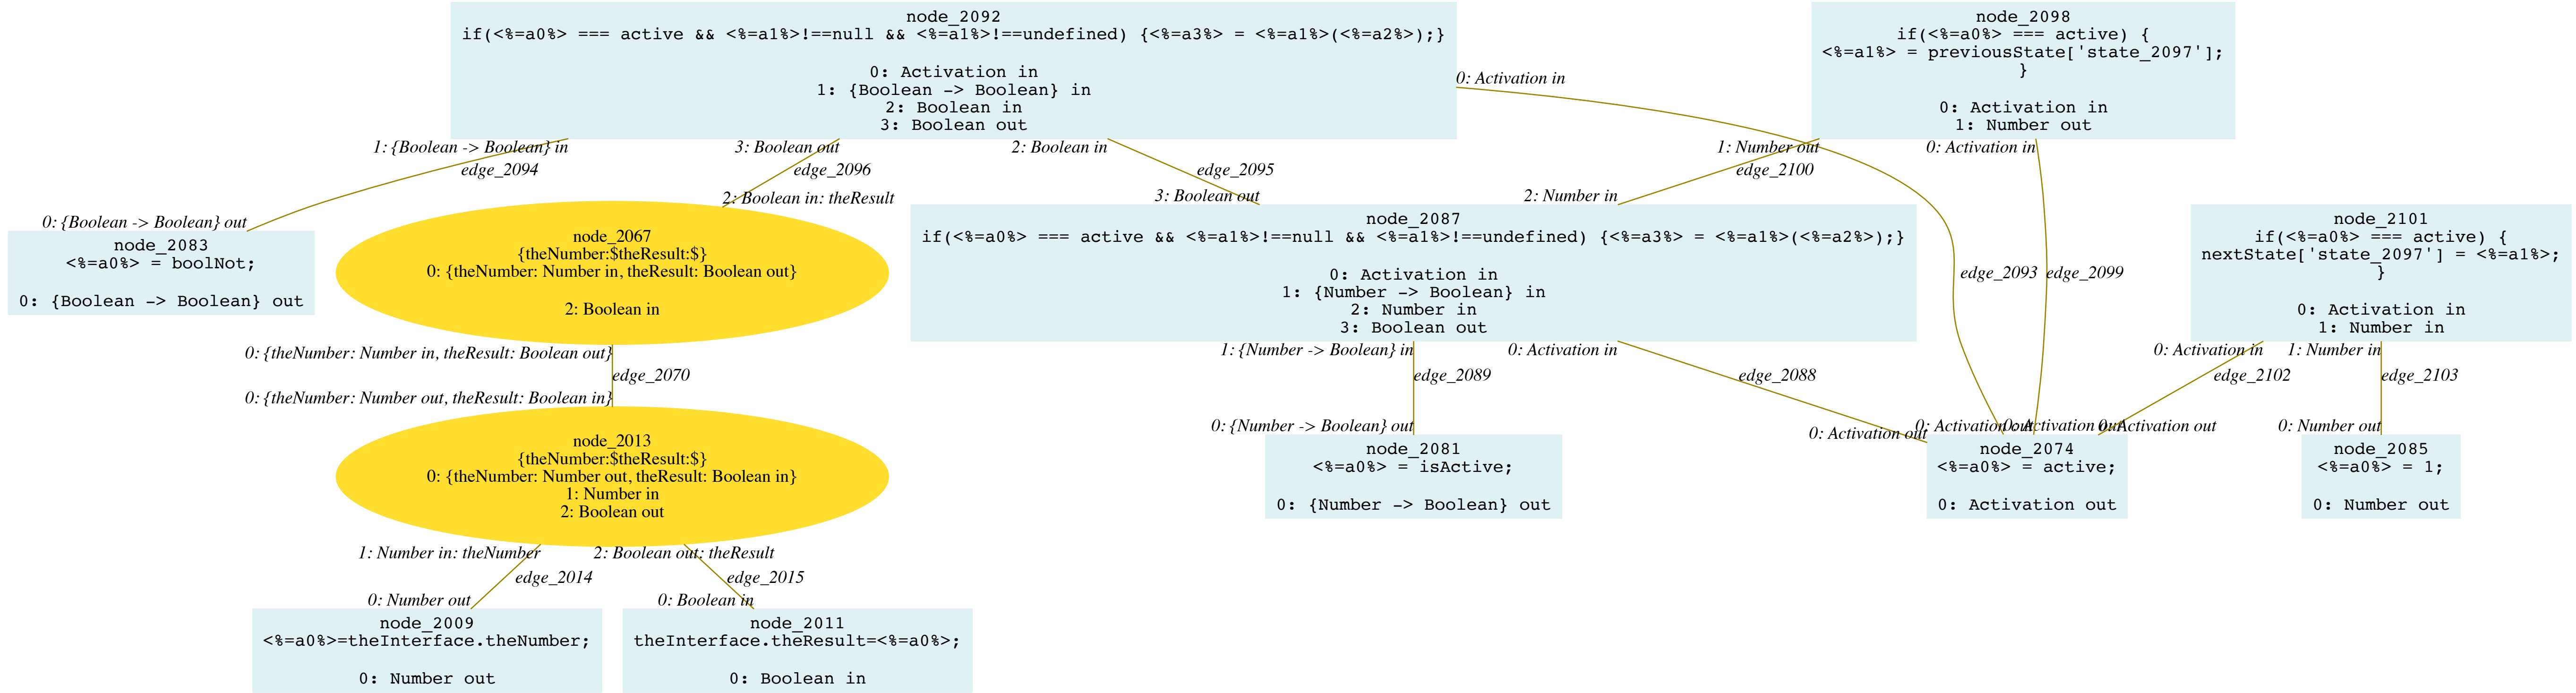 node_2092
if(<%=a0%> === active && <%=a1%>!==null && <%=a1%>!==undefined) {<%=a3%> = <%=a1%>(<%=a2%>);}
0: Activation in
1: {Boolean -> Boolean} in
2: Boolean in
3: Boolean out
node_2098
if(<%=a0%> === active) {
<%=a1%> = previousState['state_2097'];
}
0: Activation in
1: Number out
0: Activation in
1: {Boolean -> Boolean} in
3: Boolean out
2: Boolean in
1: Number out
0: Activation in
edge_2094
edge_2096
edge_2095
edge_2100
0: {Boolean -> Boolean} out
2: Boolean in: theResult
3: Boolean out
2: Number in
node_2083
<%=a0%> = boolNot;
0: {Boolean -> Boolean} out
node_2067
{theNumber:$theResult:$}
0: {theNumber: Number in, theResult: Boolean out}
2: Boolean in
node_2087
if(<%=a0%> === active && <%=a1%>!==null && <%=a1%>!==undefined) {<%=a3%> = <%=a1%>(<%=a2%>);}
0: Activation in
1: {Number -> Boolean} in
2: Number in
3: Boolean out
edge_2093
edge_2099
node_2101
if(<%=a0%> === active) {
nextState['state_2097'] = <%=a1%>;
}
0: Activation in
1: Number in
0: {theNumber: Number in, theResult: Boolean out}
1: {Number -> Boolean} in
0: Activation in
0: Activation in
1: Number in
edge_2070
edge_2089
edge_2088
edge_2102
edge_2103
0: {theNumber: Number out, theResult: Boolean in}
0: {Number -> Boolean} out
0: Activation out
0: Activation out
0: Activation out
0: Activation out
0: Number out
node_2013
{theNumber:$theResult:$}
0: {theNumber: Number out, theResult: Boolean in}
1: Number in
2: Boolean out
node_2081
<%=a0%> = isActive;
0: {Number -> Boolean} out
node_2074
<%=a0%> = active;
0: Activation out
node_2085
<%=a0%> = 1;
0: Number out
1: Number in: theNumber
2: Boolean out: theResult
edge_2014
edge_2015
0: Number out
0: Boolean in
node_2009
<%=a0%>=theInterface.theNumber;
0: Number out
node_2011
theInterface.theResult=<%=a0%>;
0: Boolean in